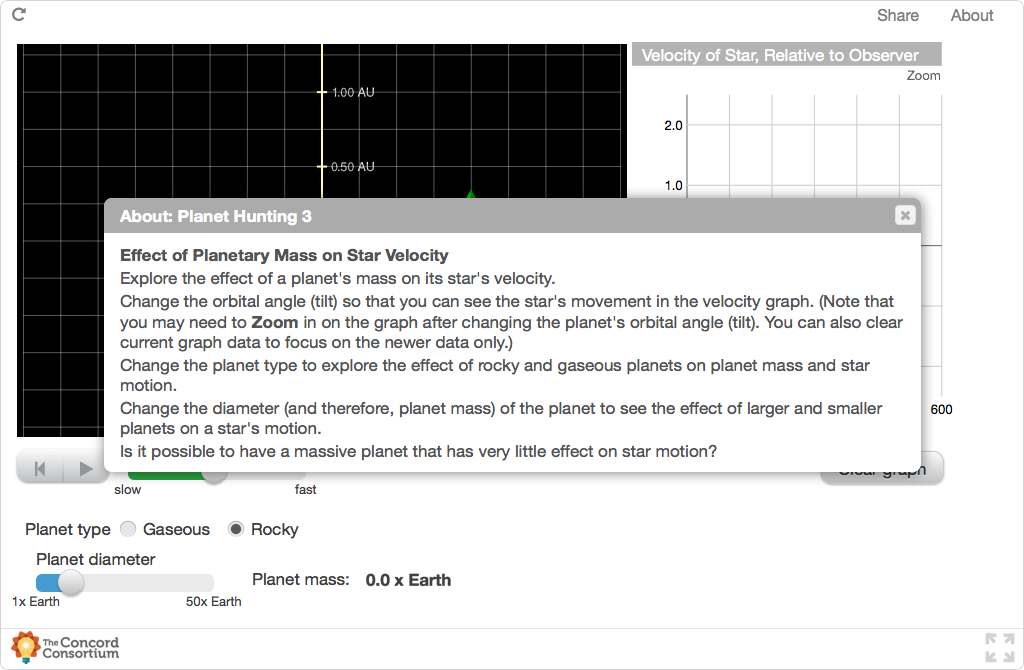 Share About
Velocity of Star, Relative to Observer
Zoom
1.00 AU
2.0
0.50 AU
1.0
About: Planet Hunting 3
Effect of Planetary Mass on Star Velocity
Explore the effect of a planet's mass on its star's velocity.
Change the orbital angle (tilt) so that you can see the star's movement in the velocity graph. (Note that
you may need to Zoom in on the graph after changing the planet's orbital angle (tilt). You can also clear
current graph data to focus on the newer data only.)
Change the planet type to explore the effect of rocky and gaseous planets on planet mass and star
motion.
Change the diameter (and therefore, planet mass) of the planet to see the effect of larger and smaller
planets on a star's motion.
Is it possible to have a massive planet that has very little effect on star motion?
600
Clear graph
slow fast
Planet type Gaseous Rocky
Planet diameter
Planet mass: 0.0 x Earth
1x Earth 50x Earth
The Concord
Consortium